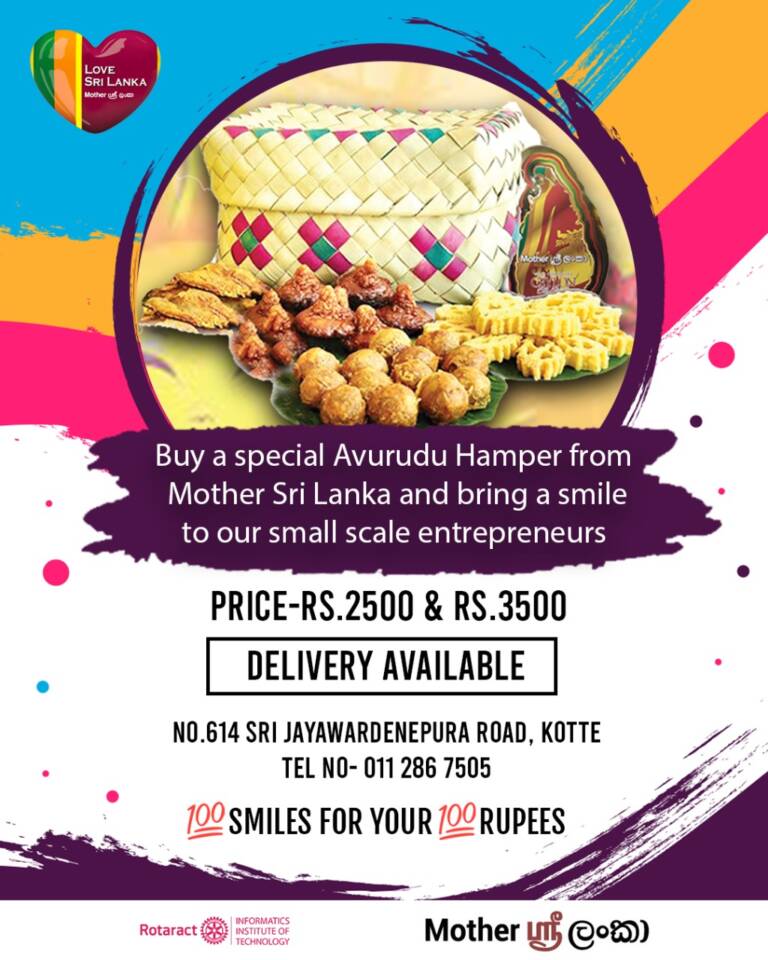 LOVE
SRI LANKA
Mother ஸ்ரீ ලංකා
Mother ஸ்ரீ ලංකා
Buy a special Avurudu Hamper from
Mother Sri Lanka and bring a smile
to our small scale entrepreneurs
PRICE-RS.2500 & RS.3500
DELIVERY AVAILABLE
NO.614 SRI JAYAWARDENEPURA ROAD, KOTTE
TEL NO- 011 286 7505
💯 SMILES FOR YOUR 💯 RUPEES
Rotaract
INFORMATICS
INSTITUTE OF
TECHNOLOGY
Mother ஸ்ரீ ලංකා